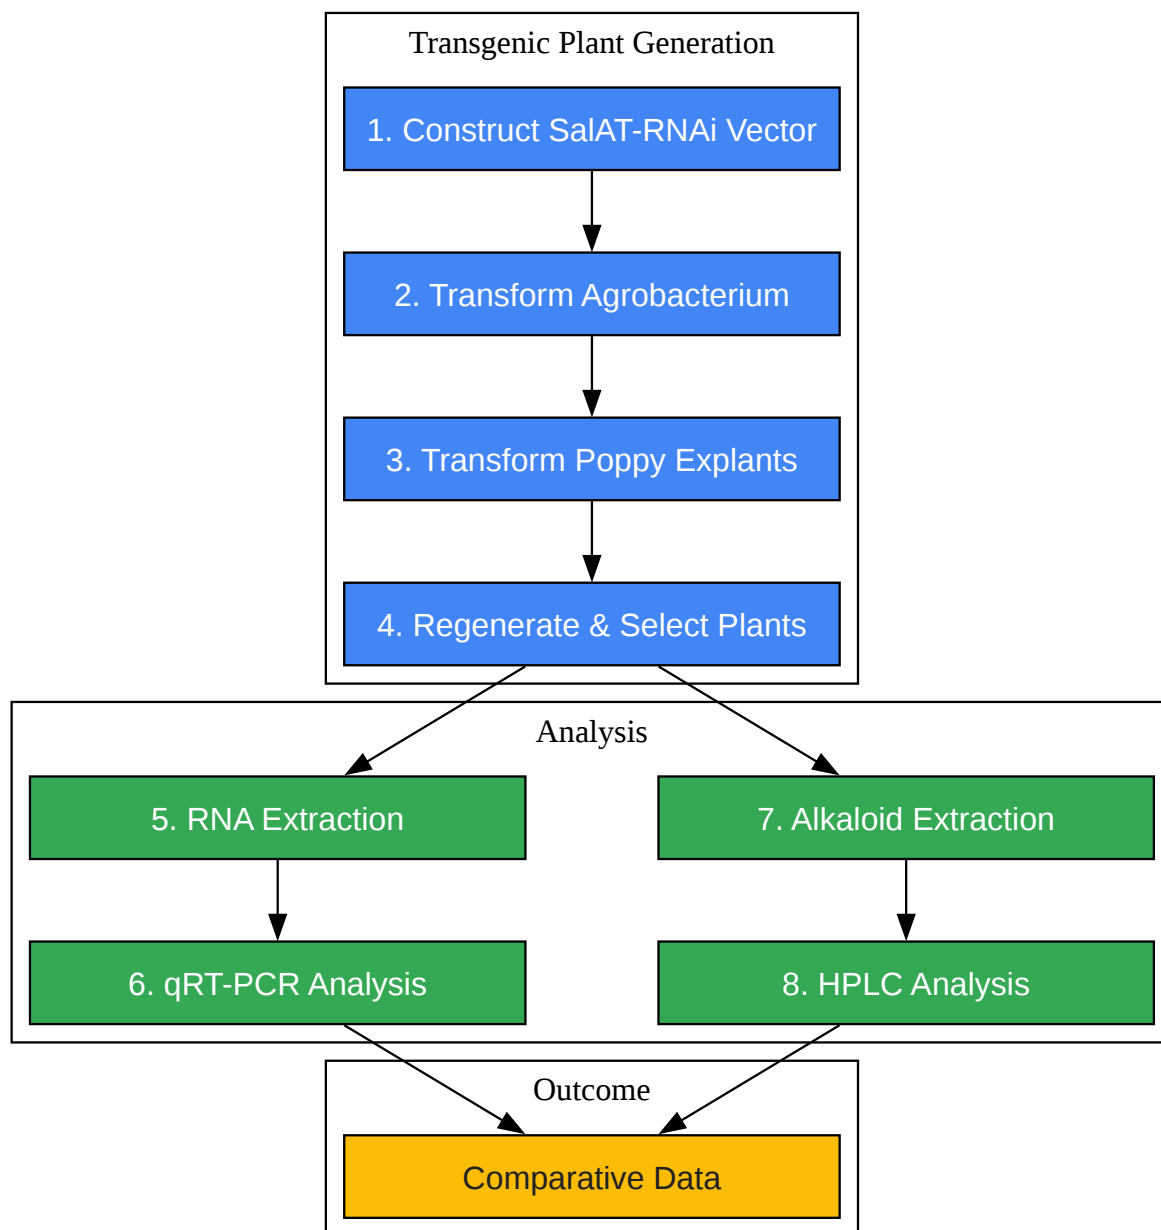 Transgenic Plant Generation
1. Construct SalAT-RNAi Vector
2. Transform Agrobacterium
3. Transform Poppy Explants
4. Regenerate & Select Plants
Analysis
5. RNA Extraction
7. Alkaloid Extraction
6. qRT-PCR Analysis
8. HPLC Analysis
Outcome
Comparative Data